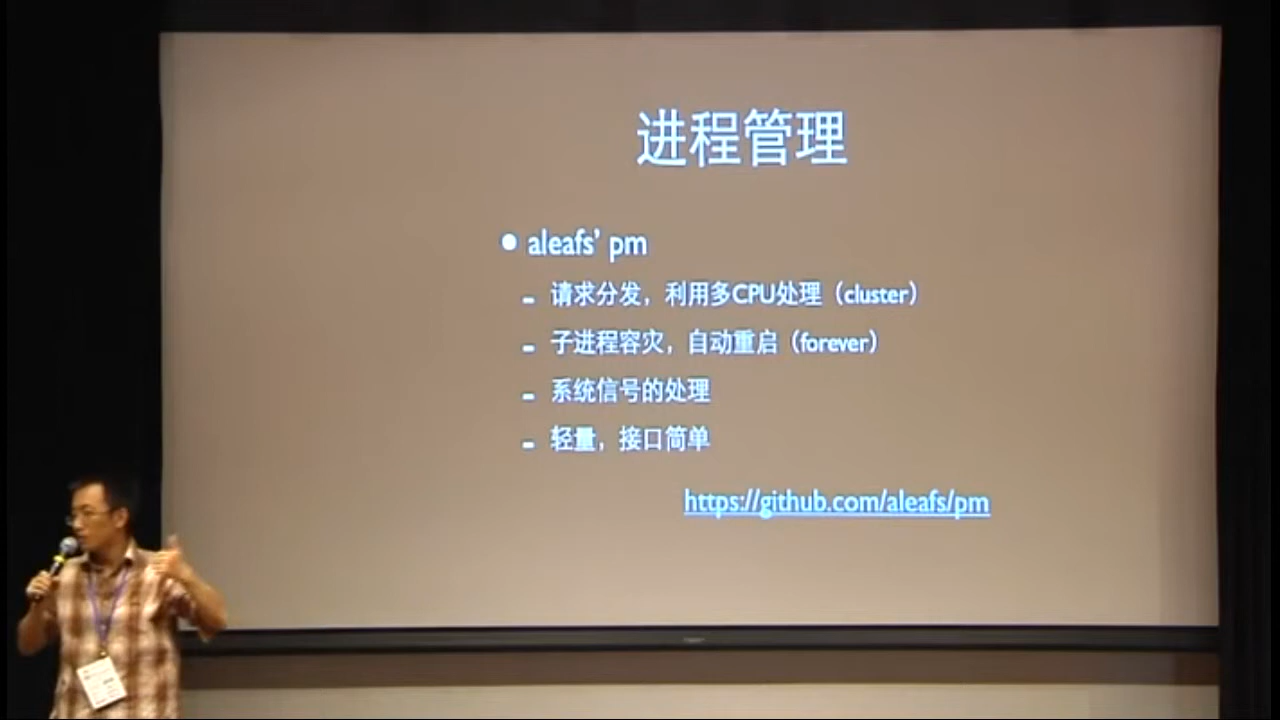 进程管理
● aleafs’ pm
- 请求分发，利用多CPU处理（cluster）
- 子进程容灾，自动重启（forever）
- 系统信号的处理
- 轻量，接口简单
https://github.com/aleafs/pm